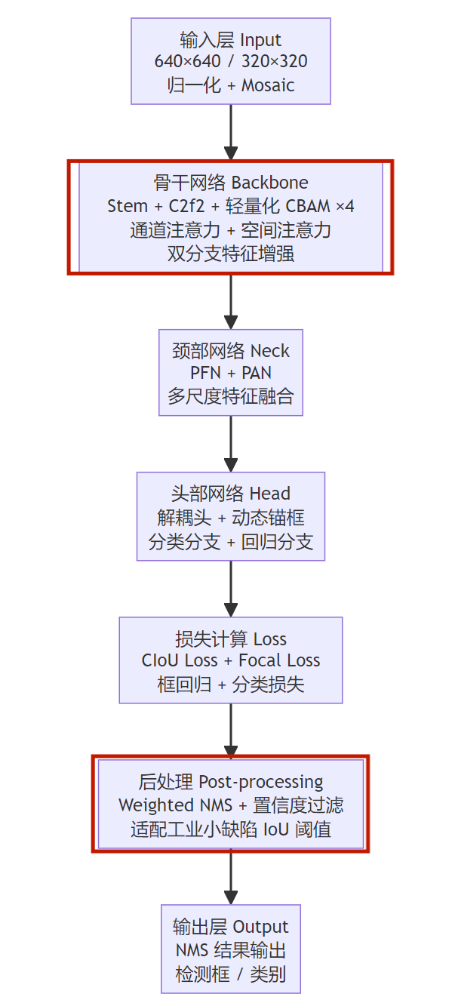 输入层 Input
640×640 / 320×320
归一化 + Mosaic
骨干网络 Backbone
Stem + C2f2 + 轻量化 CBAM ×4
通道注意力 + 空间注意力
双分支特征增强
颈部网络 Neck
PFN + PAN
多尺度特征融合
头部网络 Head
解耦头 + 动态锚框
分类分支 + 回归分支
损失计算 Loss
CIoU Loss + Focal Loss
框回归 + 分类损失
后处理 Post-processing
Weighted NMS + 置信度过滤
适配工业小缺陷 IoU 阈值
输出层 Output
NMS 结果输出
检测框 / 类别